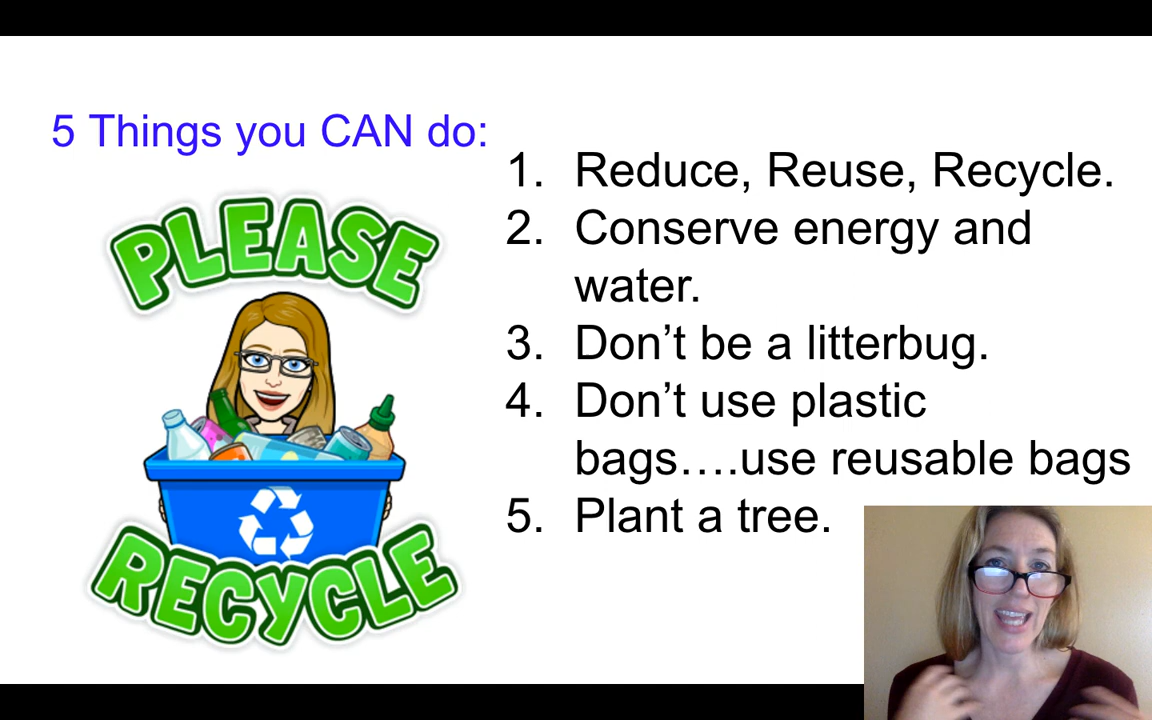 5 Things you CAN do:
PLEASE
RECYCLE
1. Reduce, Reuse, Recycle.
2. Conserve energy and
water.
3. Don’t be a litterbug.
4. Don’t use plastic
bags….use reusable bags
5. Plant a tree.